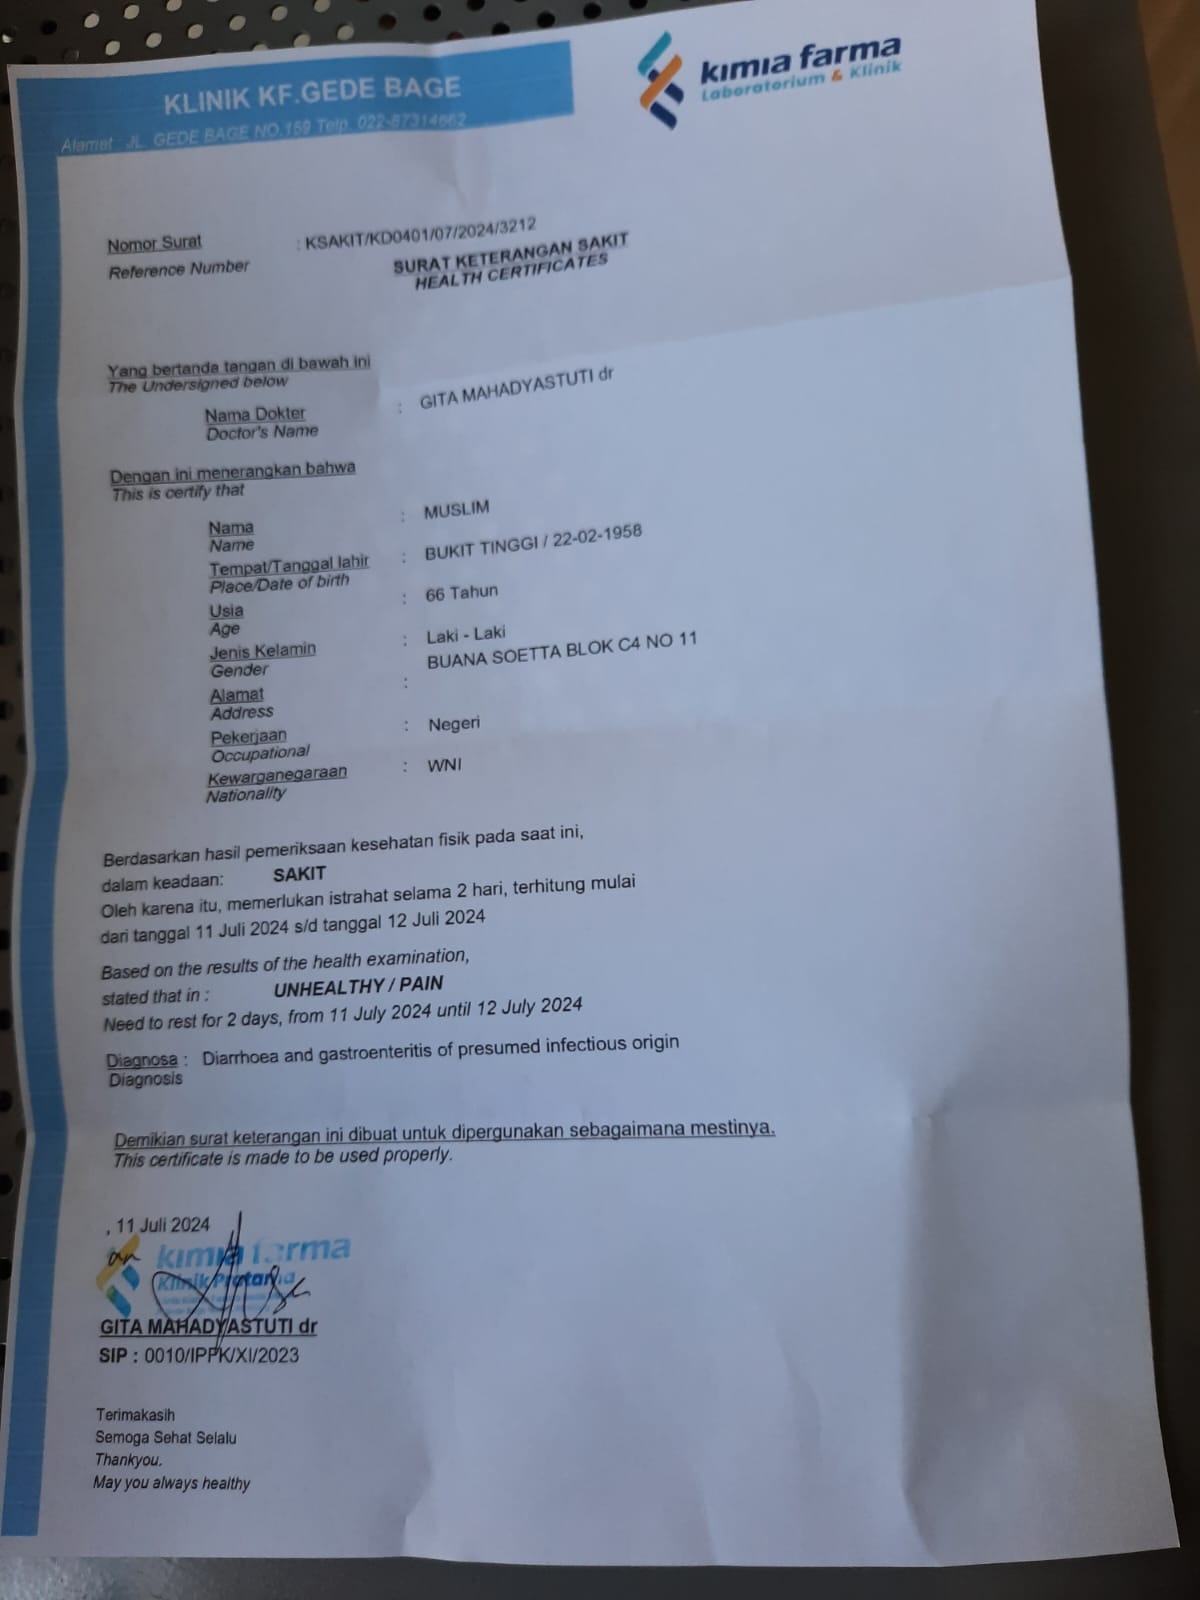 KLINIK KF.GEDE BAGE
Alamat : JL. GEDE BAGE NO.159 Telp. 022-87314662
kimia farma
Laboratorium & Klinik
Nomor Surat : KSAKIT/KD0401/07/2024/3212
Reference Number
SURAT KETERANGAN SAKIT
HEALTH CERTIFICATES
Yang bertanda tangan di bawah ini
The Undersigned below
Nama Dokter : GITA MAHADYASTUTI dr
Doctor's Name
Dengan ini menerangkan bahwa
This is certify that
Nama : MUSLIM
Name
Tempat/Tanggal lahir : BUKIT TINGGI / 22-02-1958
Place/Date of birth
Usia : 66 Tahun
Age
Jenis Kelamin : Laki - Laki
Gender
Alamat : BUANA SOETTA BLOK C4 NO 11
Address
Pekerjaan : Negeri
Occupational
Kewarganegaraan : WNI
Nationality
Berdasarkan hasil pemeriksaan kesehatan fisik pada saat ini,
dalam keadaan: SAKIT
Oleh karena itu, memerlukan istrahat selama 2 hari, terhitung mulai
dari tanggal 11 Juli 2024 s/d tanggal 12 Juli 2024
Based on the results of the health examination,
stated that in : UNHEALTHY / PAIN
Need to rest for 2 days, from 11 July 2024 until 12 July 2024
Diagnosa : Diarrhoea and gastroenteritis of presumed infectious origin
Diagnosis
Demikian surat keterangan ini dibuat untuk dipergunakan sebagaimana mestinya.
This certificate is made to be used properly.
, 11 Juli 2024
an kimia farma
Klinik Pratama
GITA MAHADYASTUTI dr
SIP : 0010/IPPK/XI/2023
Terimakasih
Semoga Sehat Selalu
Thankyou.
May you always healthy